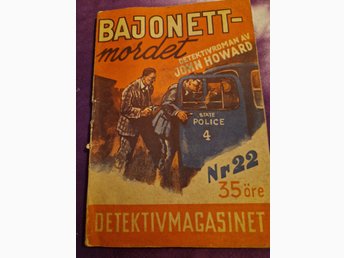 BAJONETT-
mordet
DETEKTIVROMAN AV
JOHN HOWARD
STATE
POLICE
4
Nr 22
35 öre
DETEKTIVMAGASINET